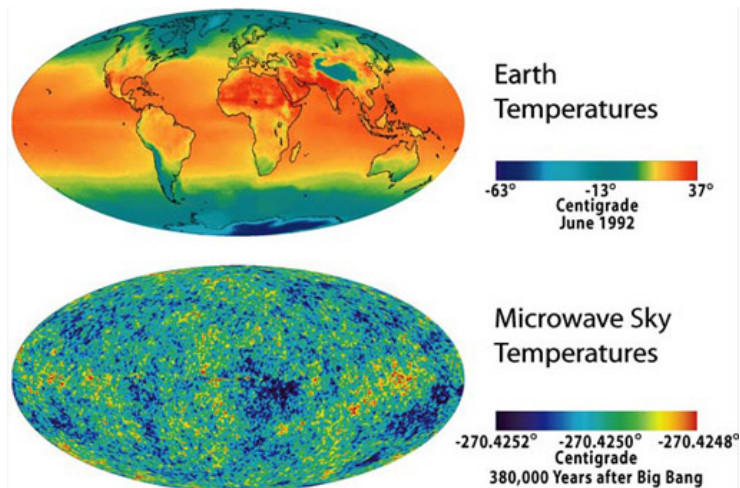 Earth
Temperatures
-63° -13° 37°
Centigrade
June 1992
Microwave Sky
Temperatures
-270.4252° -270.4250° -270.4248°
Centigrade
380,000 Years after Big Bang